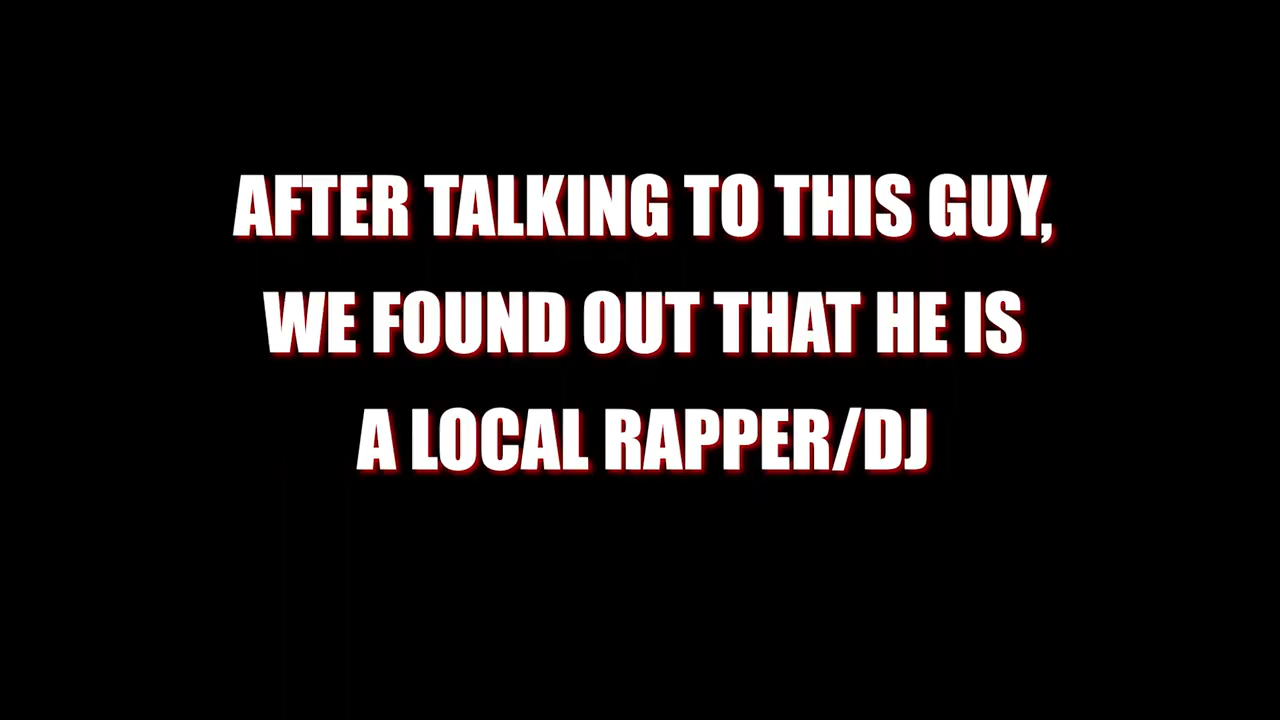 AFTER TALKING TO THIS GUY,
WE FOUND OUT THAT HE IS
A LOCAL RAPPER/DJ